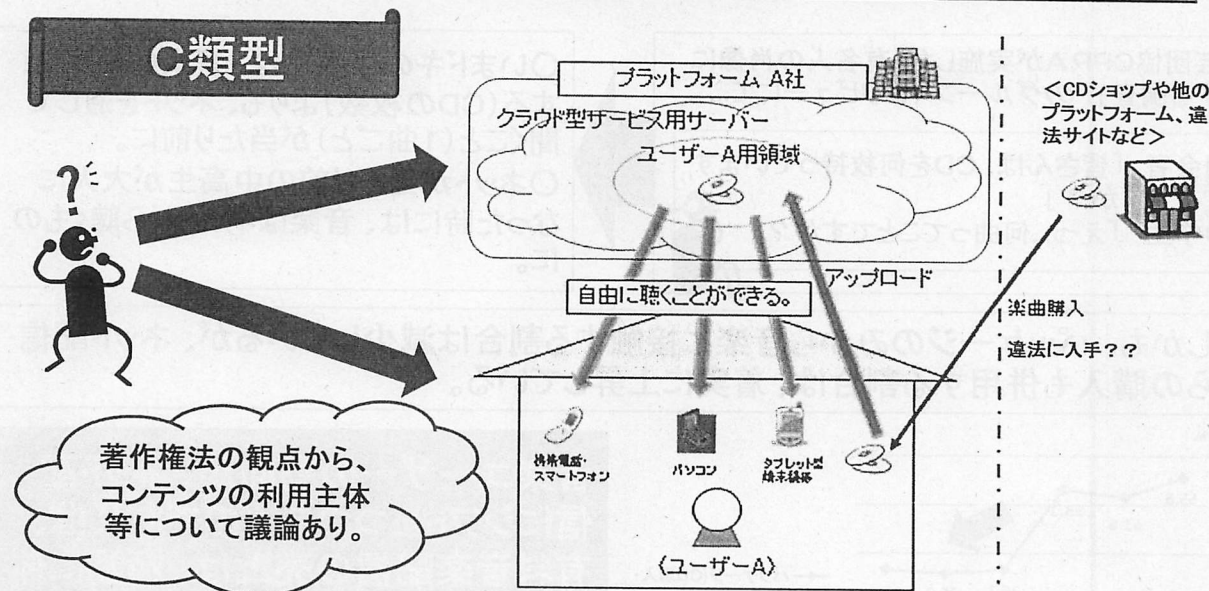 C類型
プラットフォーム A社
クラウド型サービス用サーバー
ユーザーA用領域
<CDショップや他の
プラットフォーム、違
法サイトなど>
?
アップロード
自由に聴くことができる。
楽曲購入
違法に入手??
携帯電話・
スマートフォン
パソコン
タブレット型
端末機器
著作権法の観点から、
コンテンツの利用主体
等について議論あり。
〈ユーザーA〉